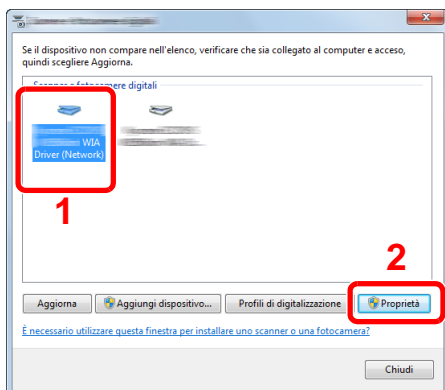 Se il dispositivo non compare nell'elenco, verificare che sia collegato al computer e acceso,
quindi scegliere Aggiorna.
Scanner e fotocamere digitali
WIA
Driver (Network)
1
2
Aggiorna
Aggiungi dispositivo...
Profili di digitalizzazione
Proprietà
È necessario utilizzare questa finestra per installare uno scanner o una fotocamera?
Chiudi